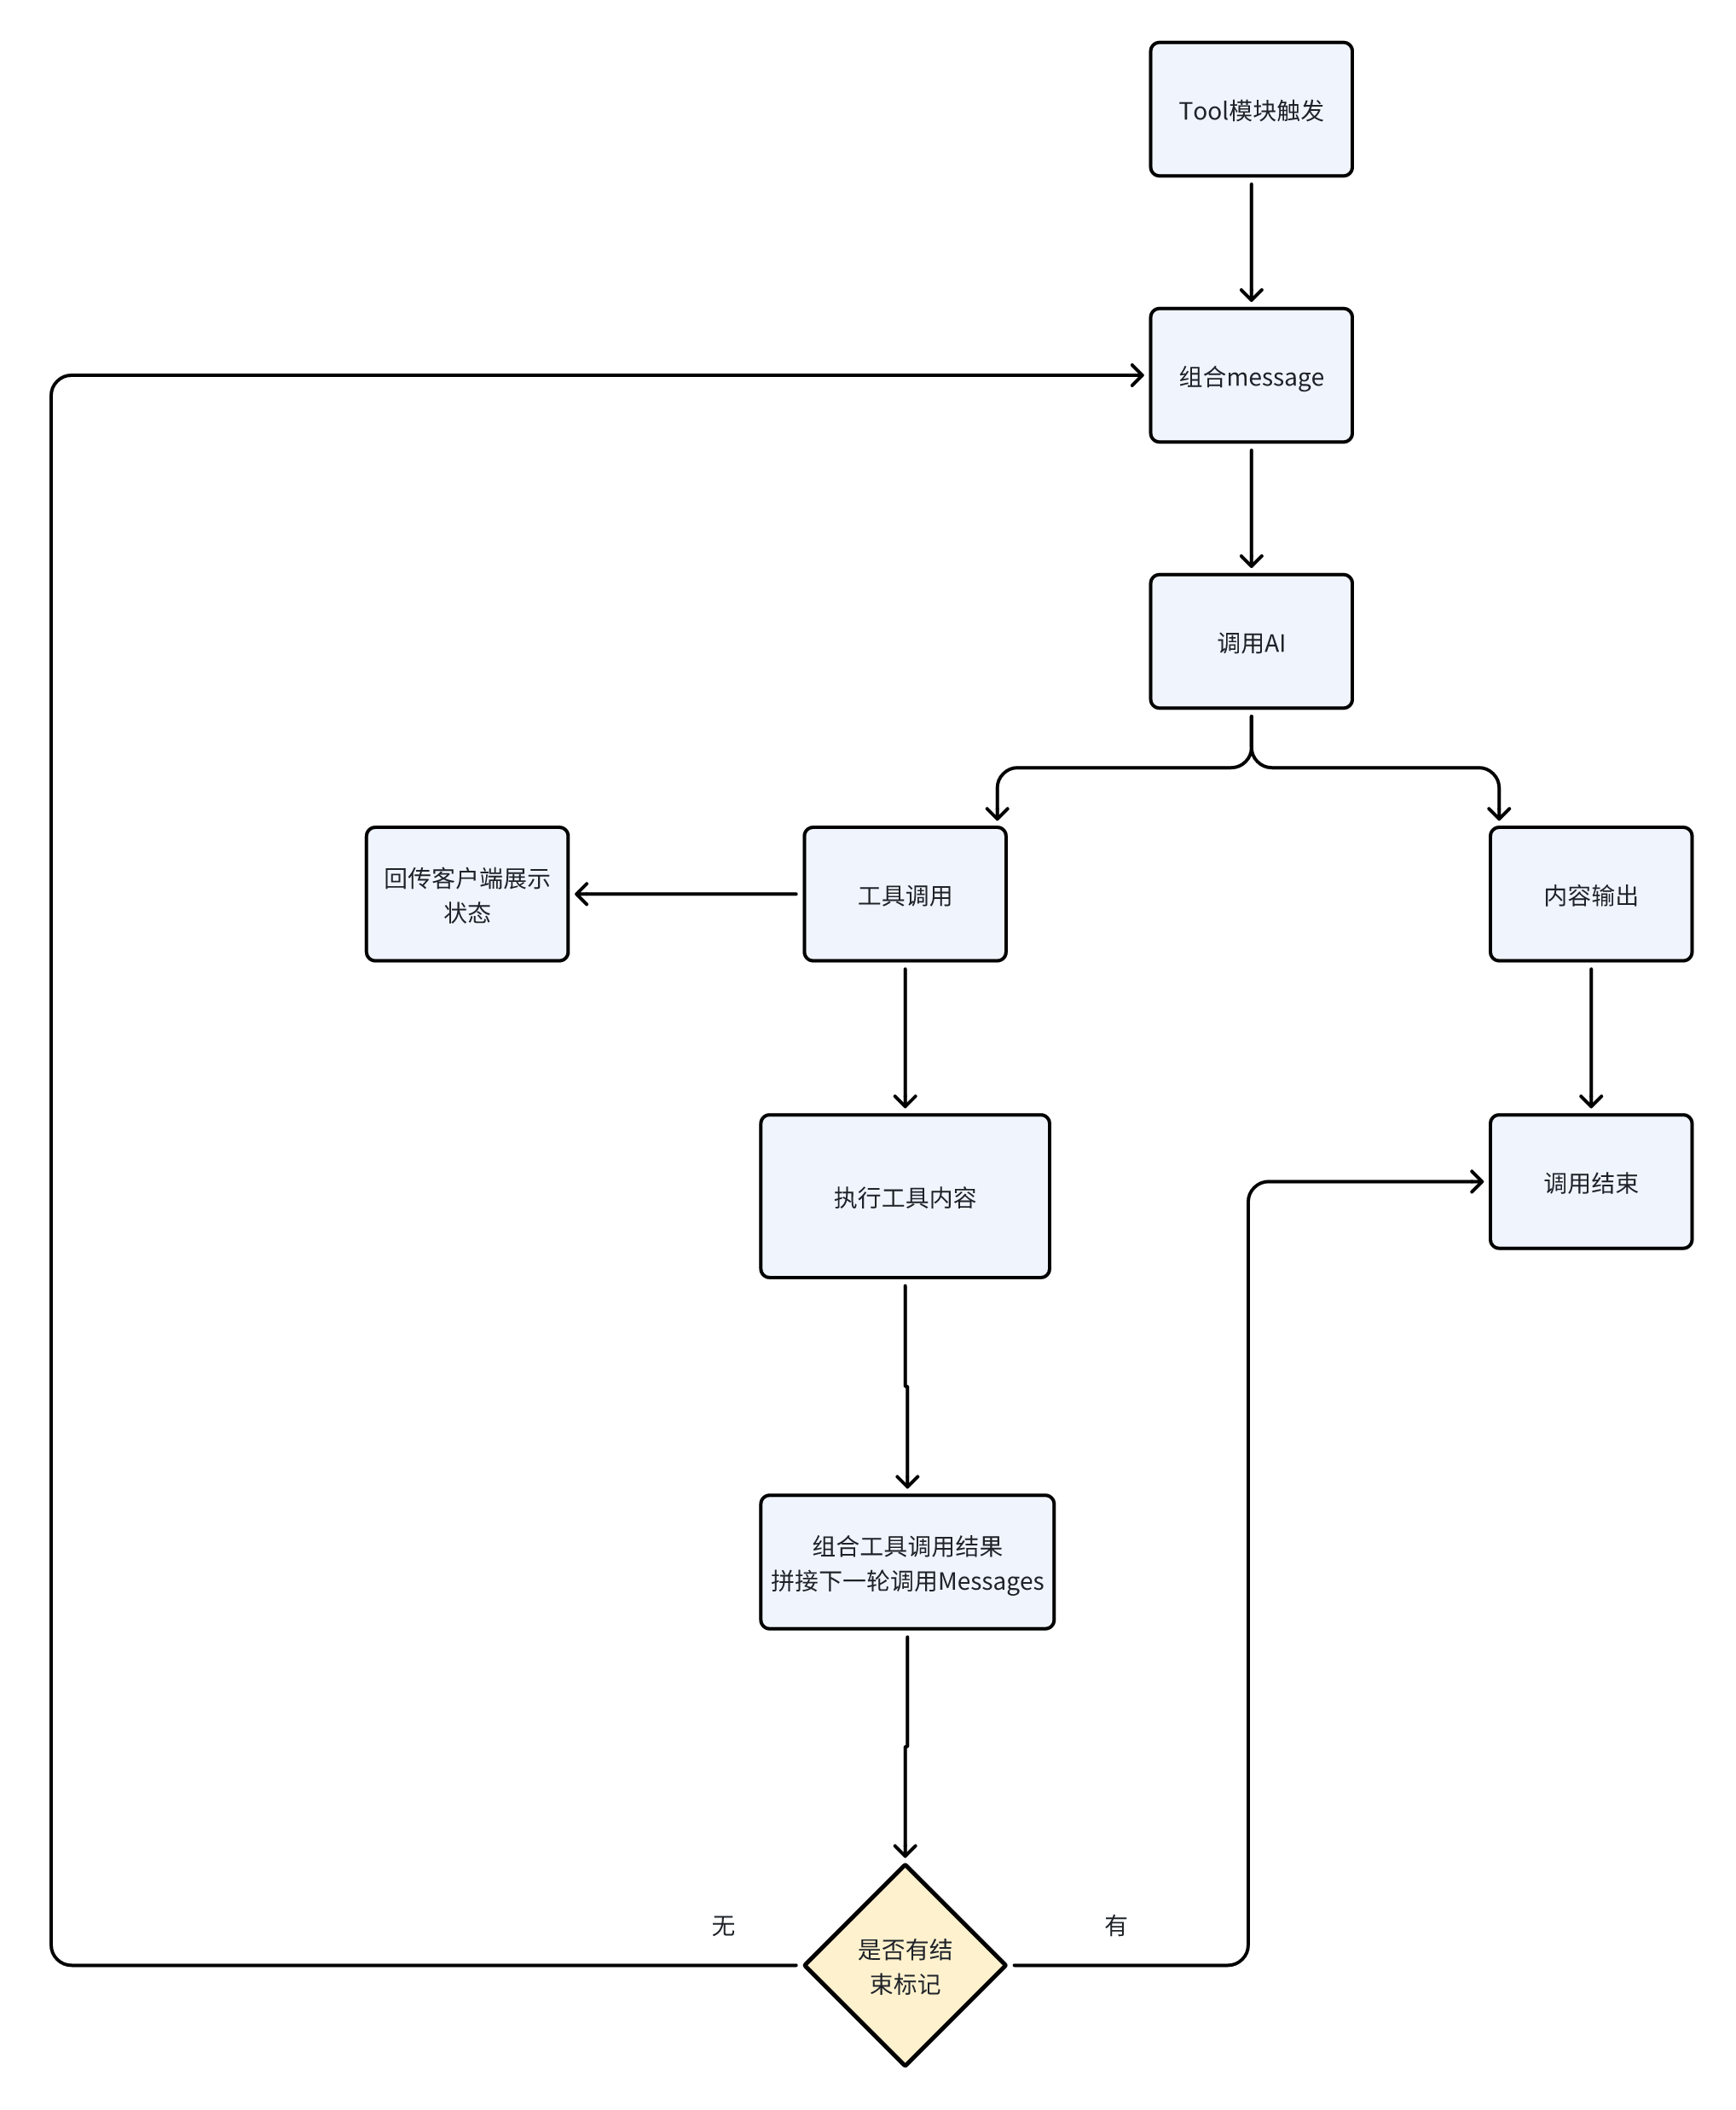 Tool模块触发
组合message
调用AI
回传客户端展示
状态
工具调用
内容输出
执行工具内容
调用结束
组合工具调用结果
拼接下一轮调用Messages
无
有
是否有结
束标记